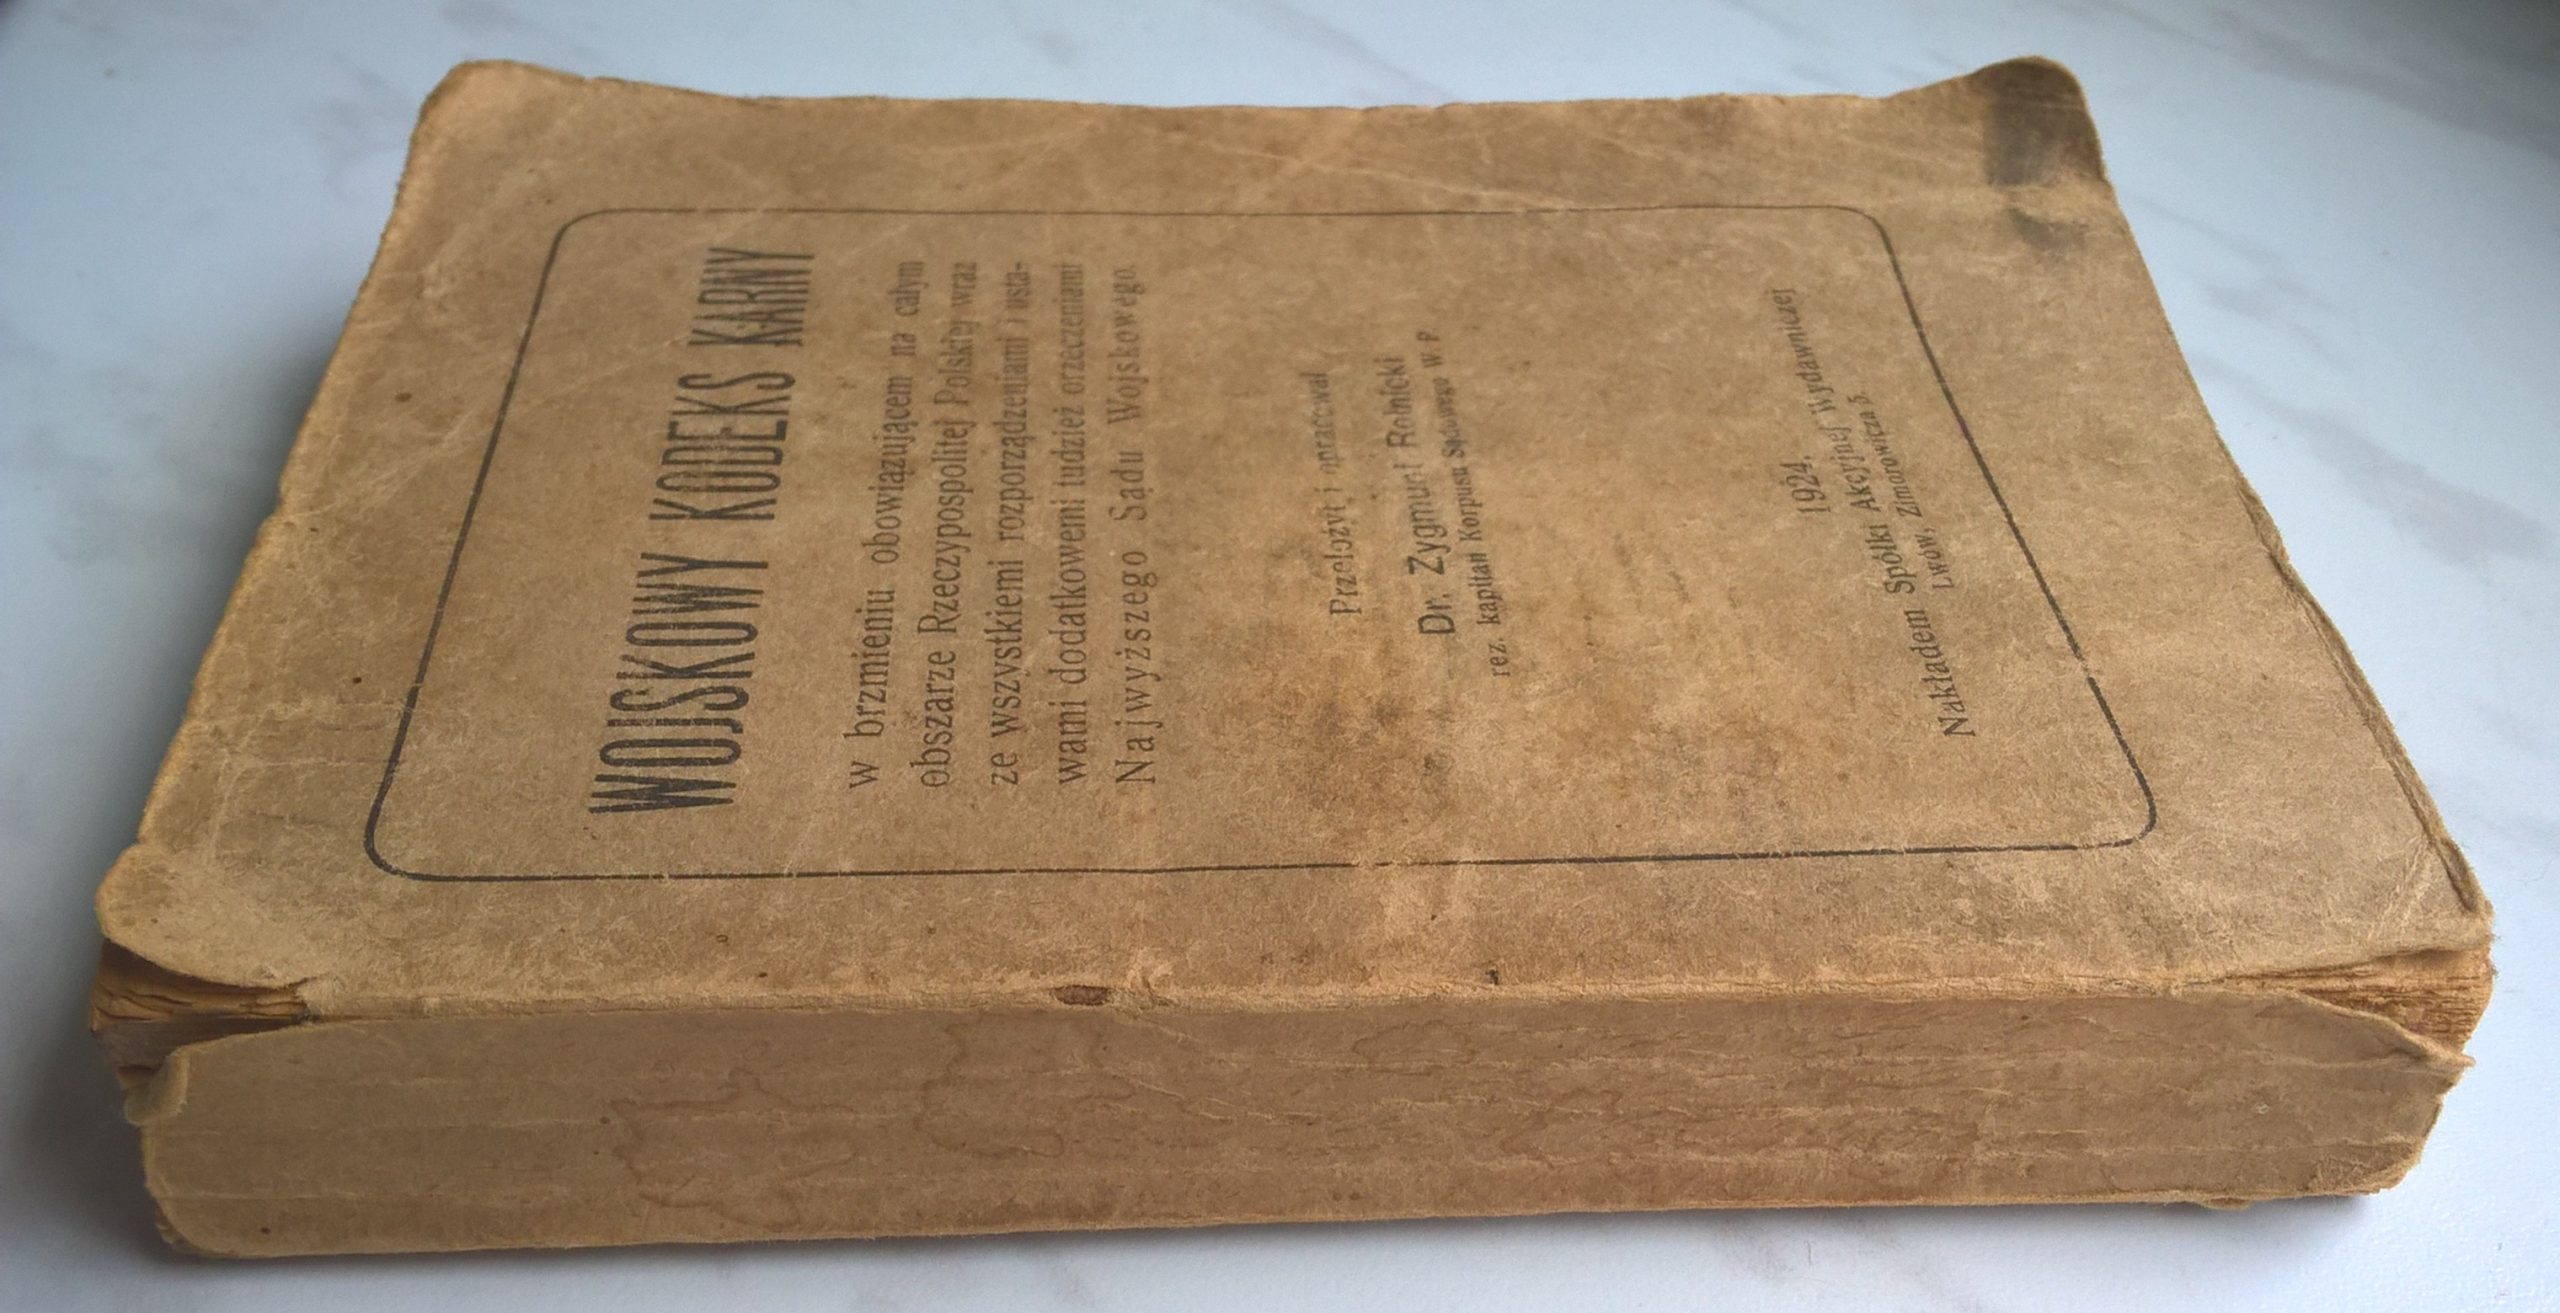 WOJSKOWY KODEKS KARNY
w brzmieniu obowiązującem na całym
obszarze Rzeczypospolitej Polskiej wraz
ze wszystkiemi rozporządzeniami i usta-
wami dodatkowemi tudzież orzeczeniami
Najwyższego Sądu Wojskowego.
Przełożył i opracował
Dr. Zygmunt Rolnicki
rez. kapitan Korpusu Sądowego W. P.
1924.
Nakładem Spółki Akcyjnej Wydawniczej
Lwów, Zimorowicza 5.